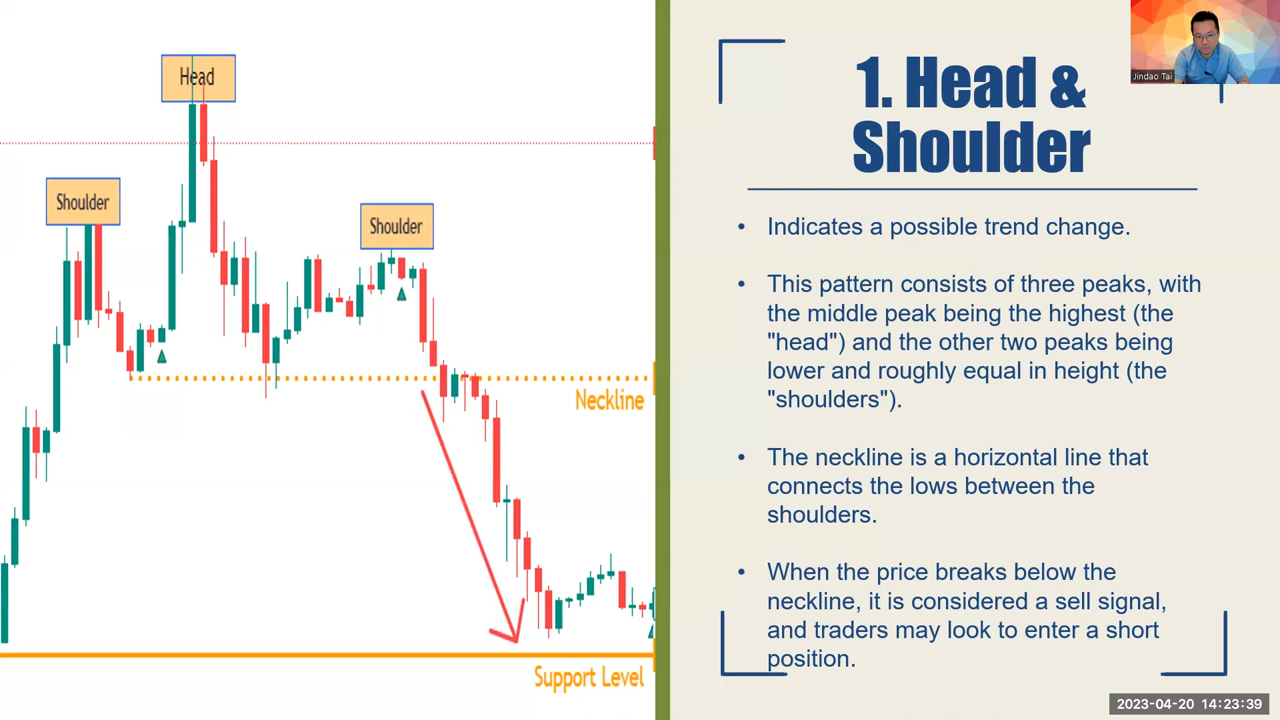 Head
Shoulder
Shoulder
Neckline
Support Level
1. Head &
Shoulder
• Indicates a possible trend change.
• This pattern consists of three peaks, with
the middle peak being the highest (the
"head") and the other two peaks being
lower and roughly equal in height (the
"shoulders").
• The neckline is a horizontal line that
connects the lows between the
shoulders.
• When the price breaks below the
neckline, it is considered a sell signal,
and traders may look to enter a short
position.
Jindao Tai
2023-04-20 14:23:39